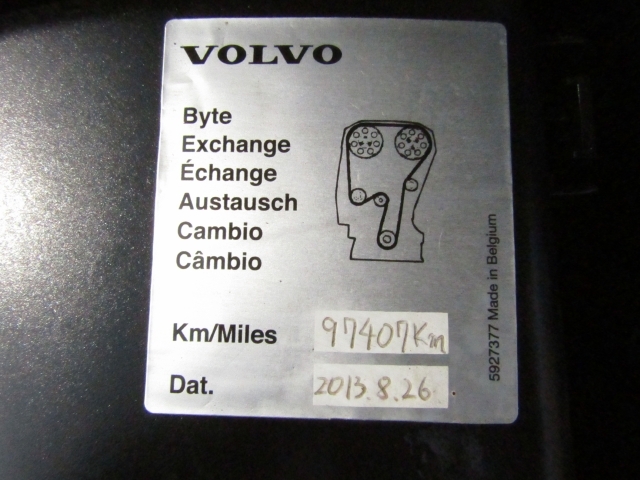 VOLVO
Byte
Exchange
Échange
Austausch
Cambio
Câmbio
Km/Miles 97407Km
Dat. 2013.8.26
5927377 Made in Belgium